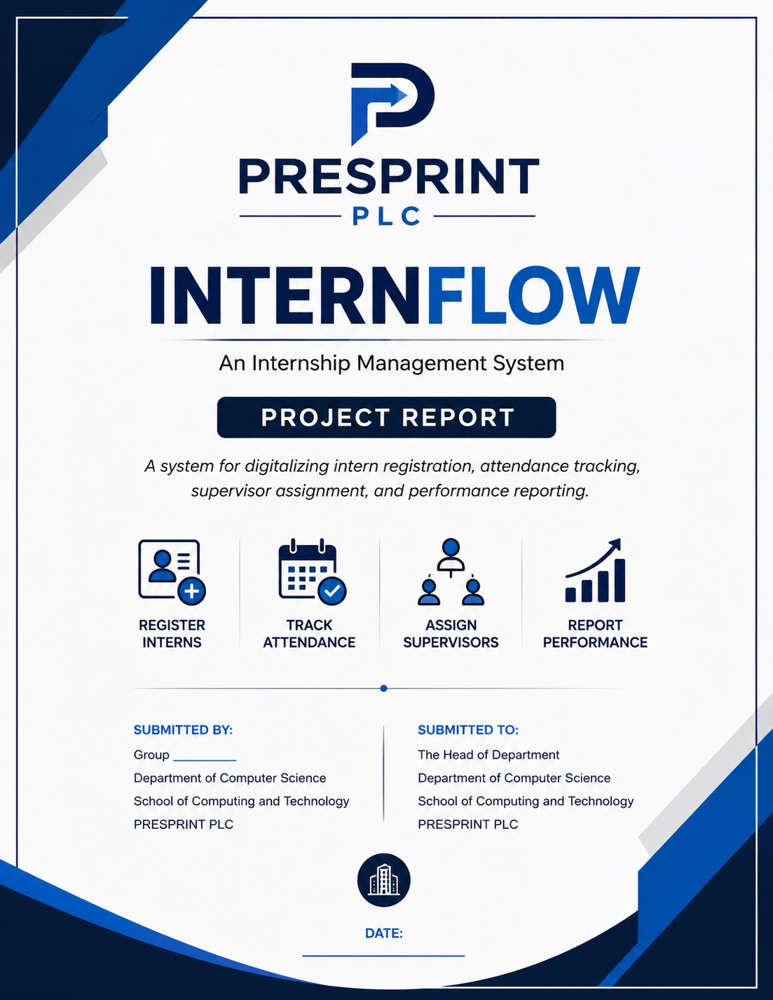 PRESPRINT
PLC
INTERNFLOW
An Internship Management System
PROJECT REPORT
A system for digitalizing intern registration, attendance tracking,
supervisor assignment, and performance reporting.
REGISTER
INTERNS
TRACK
ATTENDANCE
ASSIGN
SUPERVISORS
REPORT
PERFORMANCE
SUBMITTED BY:
Group __________
Department of Computer Science
School of Computing and Technology
PRESPRINT PLC
SUBMITTED TO:
The Head of Department
Department of Computer Science
School of Computing and Technology
PRESPRINT PLC
DATE: